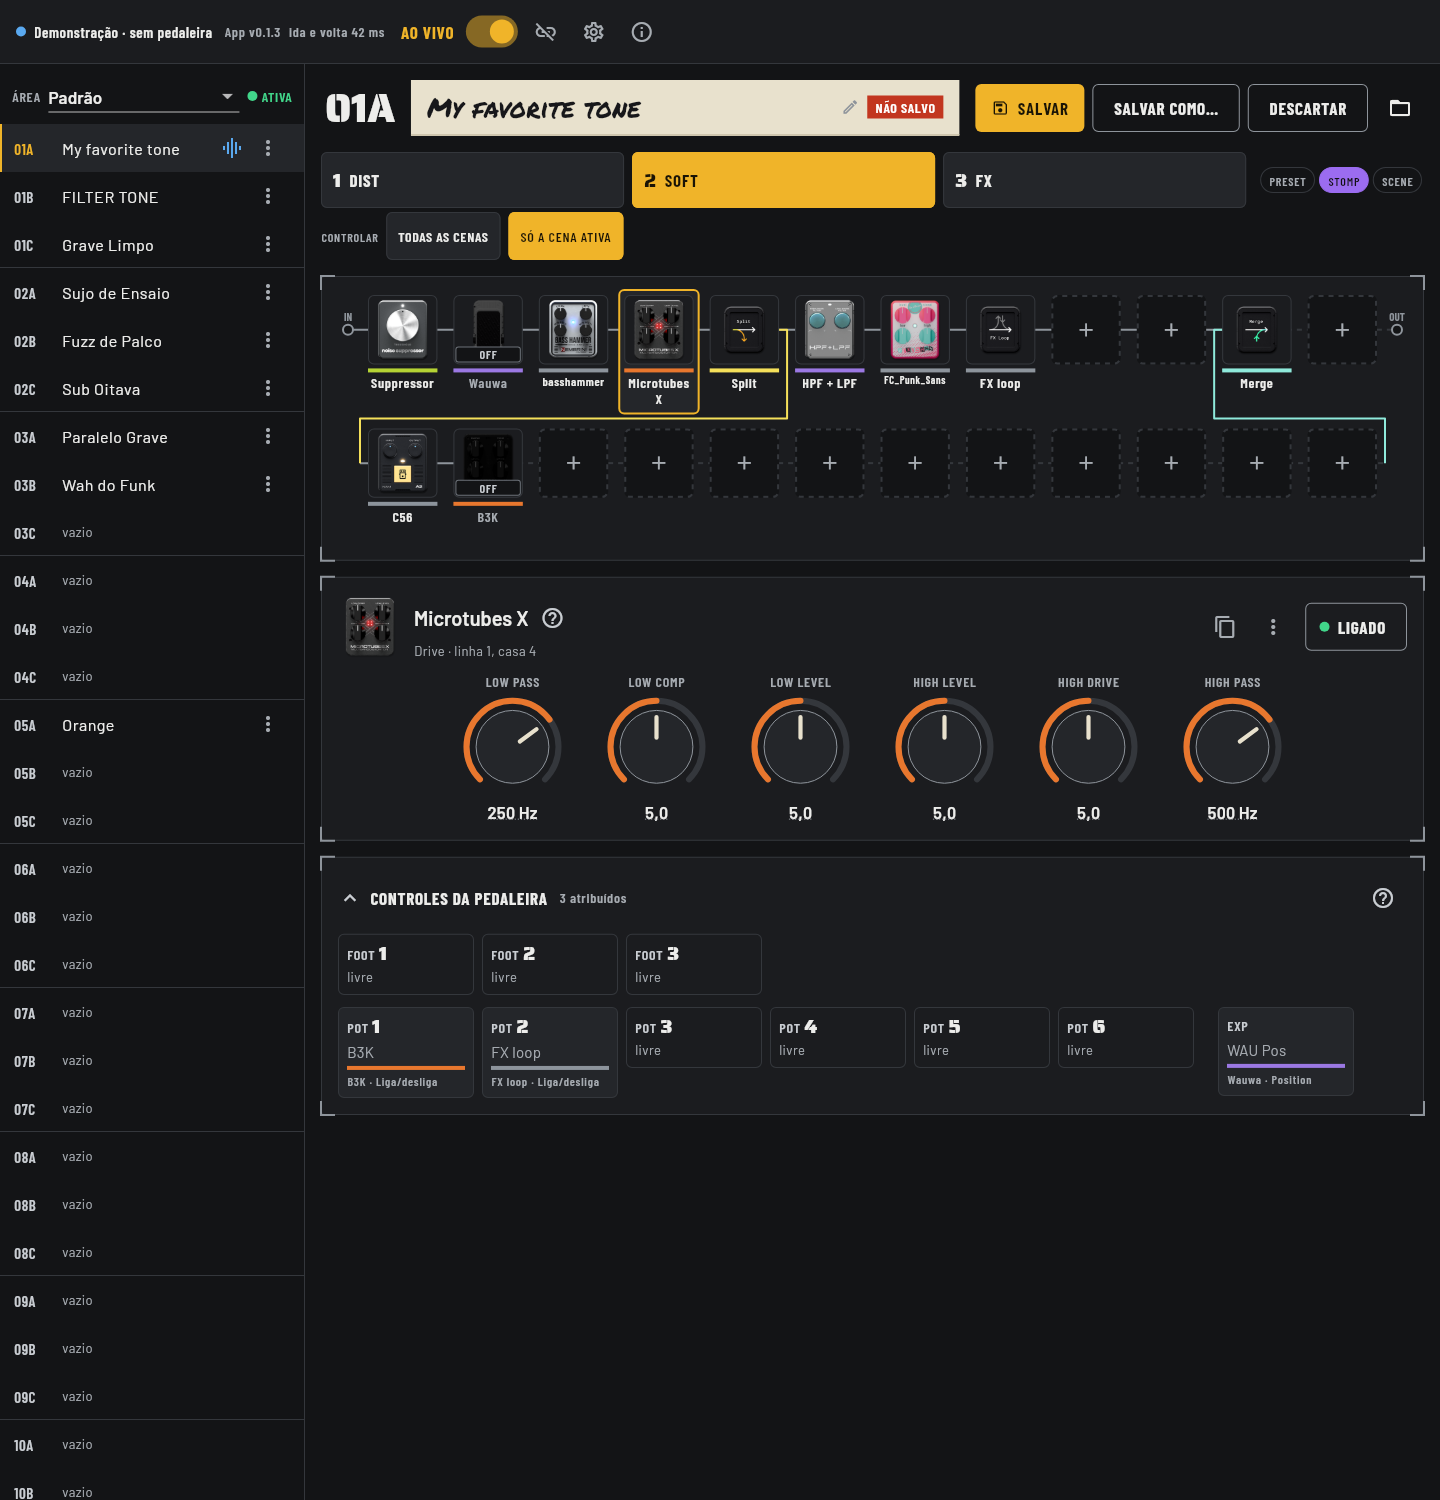 Demonstração · sem pedaleira App v0.1.3 Ida e volta 42 ms AO VIVO
ÁREA Padrão ATIVA
01A My favorite tone
01B FILTER TONE
01C Grave Limpo
02A Sujo de Ensaio
02B Fuzz de Palco
02C Sub Oitava
03A Paralelo Grave
03B Wah do Funk
03C vazio
04A vazio
04B vazio
04C vazio
05A Orange
05B vazio
05C vazio
06A vazio
06B vazio
06C vazio
07A vazio
07B vazio
07C vazio
08A vazio
08B vazio
08C vazio
09A vazio
09B vazio
09C vazio
10A vazio
10B vazio
01A My favorite tone NÃO SALVO SALVAR SALVAR COMO... DESCARTAR
1 DIST 2 SOFT 3 FX PRESET STOMP SCENE
CONTROLAR TODAS AS CENAS SÓ A CENA ATIVA
IN OUT
Split Merge
FX Loop
OFF
HPF+LPF
Suppressor Wauwa basshammer Microtubes X Split HPF + LPF FC_Punk_Sans FX loop Merge
OFF
C56 B3K
Microtubes X
Drive · linha 1, casa 4
LIGADO
LOW PASS LOW COMP LOW LEVEL HIGH LEVEL HIGH DRIVE HIGH PASS
250 Hz 5,0 5,0 5,0 5,0 500 Hz
CONTROLES DA PEDALEIRA 3 atribuídos
FOOT 1 FOOT 2 FOOT 3
livre livre livre
POT 1 POT 2 POT 3 POT 4 POT 5 POT 6 EXP
B3K FX loop livre livre livre livre WAU Pos
B3K · Liga/desliga FX loop · Liga/desliga Wauwa · Position